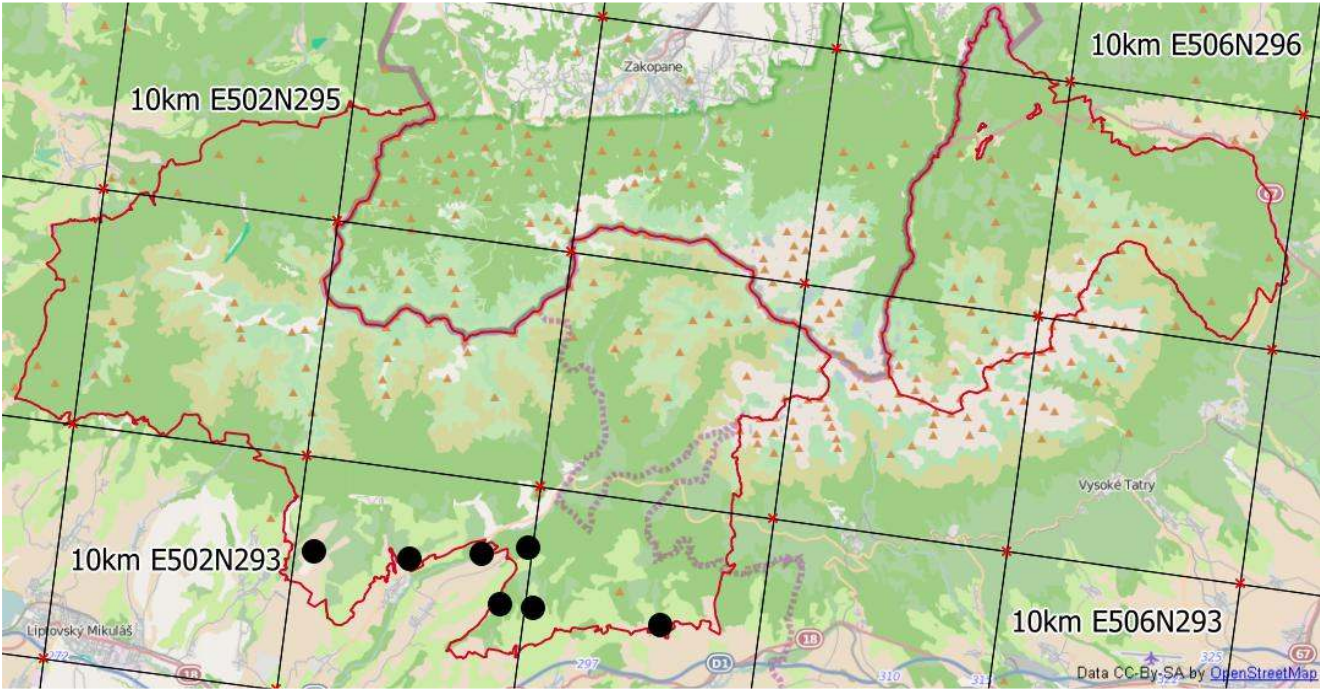 10km E506N296
Zakopane
10km E502N295
67
Vysoké Tatry
10km E502N293
10km E506N293
Liptovský Mikuláš
18
272
18
297
D1
310
325
67
Data CC-By-SA by OpenStreetMap